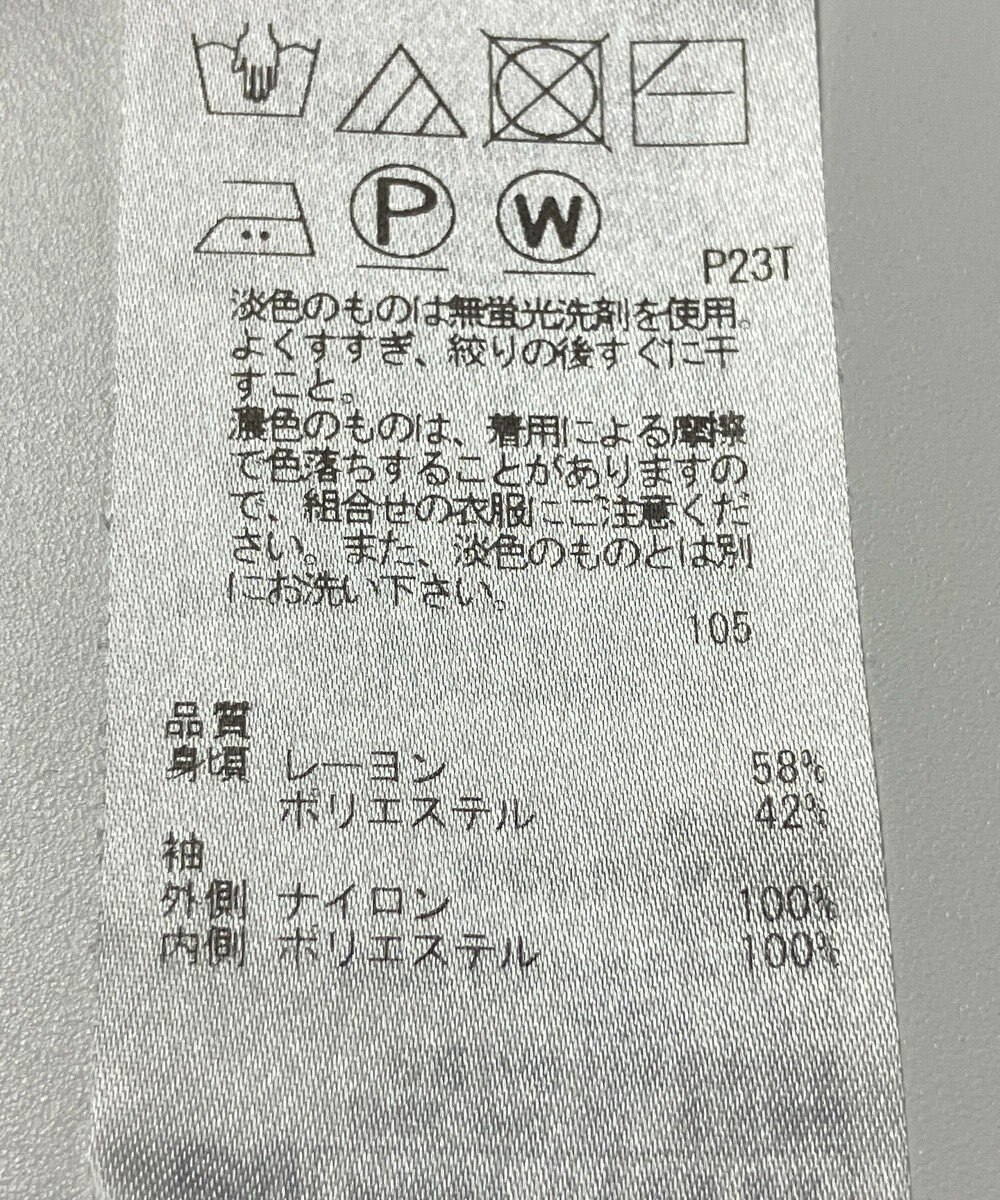 P W
P23T
淡色のものは無蛍光洗剤を使用。
よくすすぎ、絞りの後すぐに干
すこと。
濃色のものは、着用による摩擦
で色落ちすることがありますの
で、組合せの衣服にご注意くだ
さい。また、淡色のものとは別
にお洗い下さい。
105
品質
身頃 レーヨン 58%
ポリエステル 42%
袖
外側 ナイロン 100%
内側 ポリエステル 100%